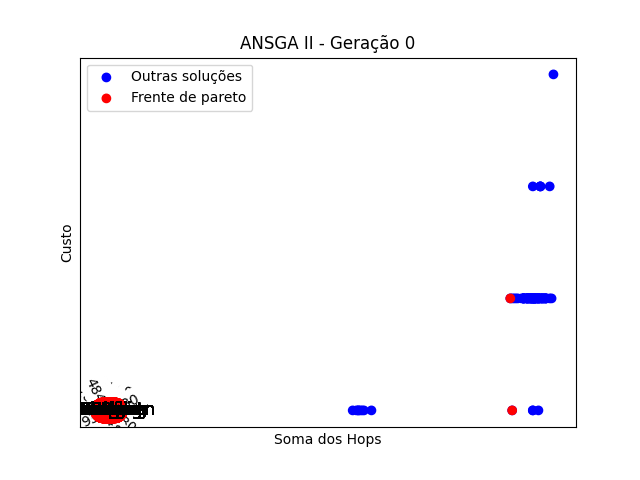 ANSGA II - Geração 0
Outras soluções
Frente de pareto
Custo
Soma dos Hops